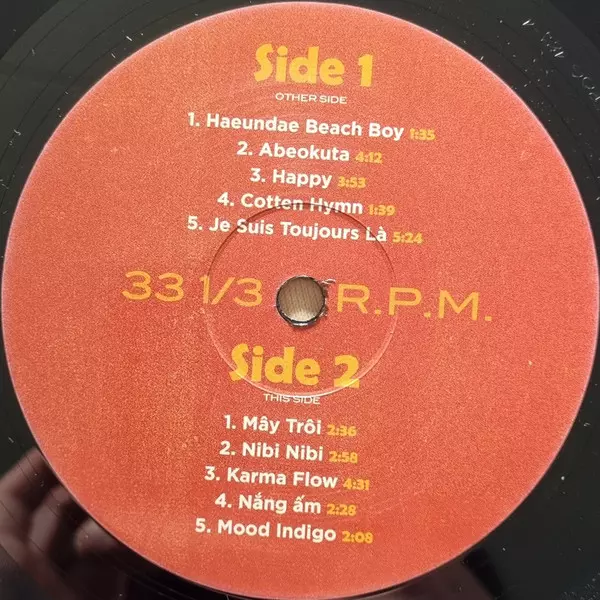 Side 1
OTHER SIDE
1. Haeundae Beach Boy 1:35
2. Abeokuta 4:12
3. Happy 3:53
4. Cotten Hymn 1:39
5. Je Suis Toujours Là 5:24
33 1/3 R.P.M.
Side 2
THIS SIDE
1. Mây Trôi 2:36
2. Nibi Nibi 2:58
3. Karma Flow 4:31
4. Nắng ấm 2:28
5. Mood Indigo 2:08